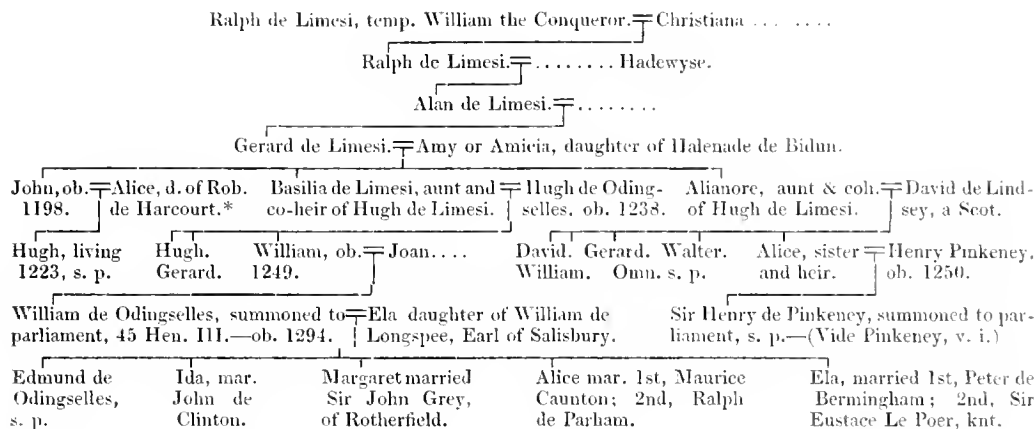 Ralph de Limesi, temp. William the Conqueror.=Christiana ... ....
Ralph de Limesi.=........ Hadewyse.
Alan de Limesi.=........
Gerard de Limesi.=Amy or Amicia, daughter of Halenade de Bidun.
John, ob.=Alice, d. of Rob. Basilia de Limesi, aunt and=Hugh de Oding- Alianore, aunt & coh.=David de Lind-
1198. de Harcourt.* co-heir of Hugh de Limesi. selles. ob. 1238. of Hugh de Limesi. sey, a Scot.
Hugh, living Hugh. William, ob.=Joan.... David. Gerard. Walter. Alice, sister=Henry Pinkeney.
1223, s. p. Gerard. 1249. William. Omn. s. p. and heir. ob. 1250.
William de Odingselles, summoned to=Ela daughter of William de Sir Henry de Pinkeney, summoned to par-
parliament, 45 Hen. III.—ob. 1294. Longspee, Earl of Salisbury. liament, s. p.—(Vide Pinkeney, v. i.)
Edmund de Ida, mar. Margaret married Alice mar. 1st, Maurice Ela, married 1st, Peter de
Odingselles, John de Sir John Grey, Caunton; 2nd, Ralph Bermingham; 2nd, Sir
s. p. Clinton. of Rotherfield. de Parham. Eustace Le Poer, knt.